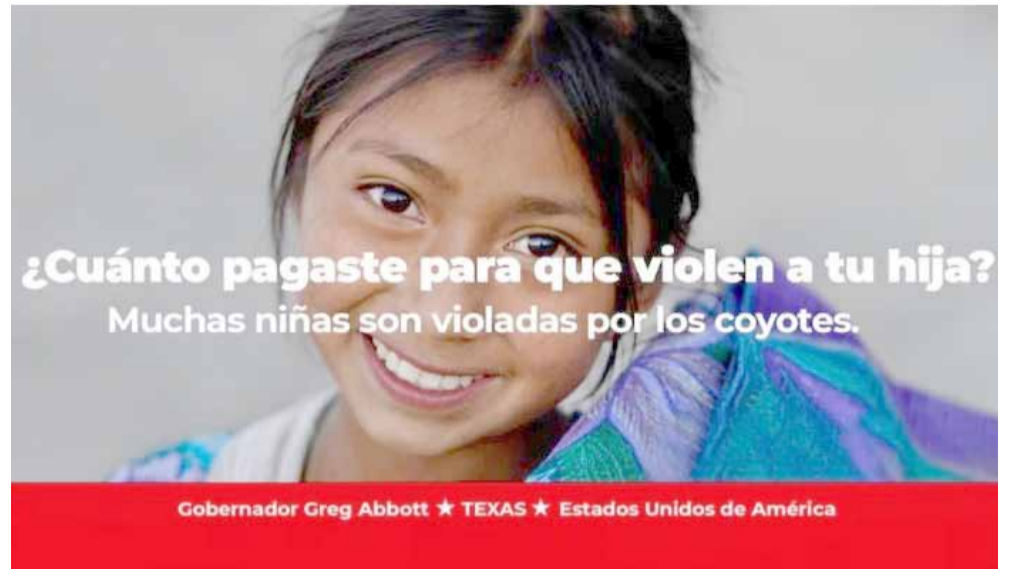 ¿Cuánto pagaste para que violen a tu hija?
Muchas niñas son violadas por los coyotes.
Gobernador Greg Abbott ★ TEXAS ★ Estados Unidos de América